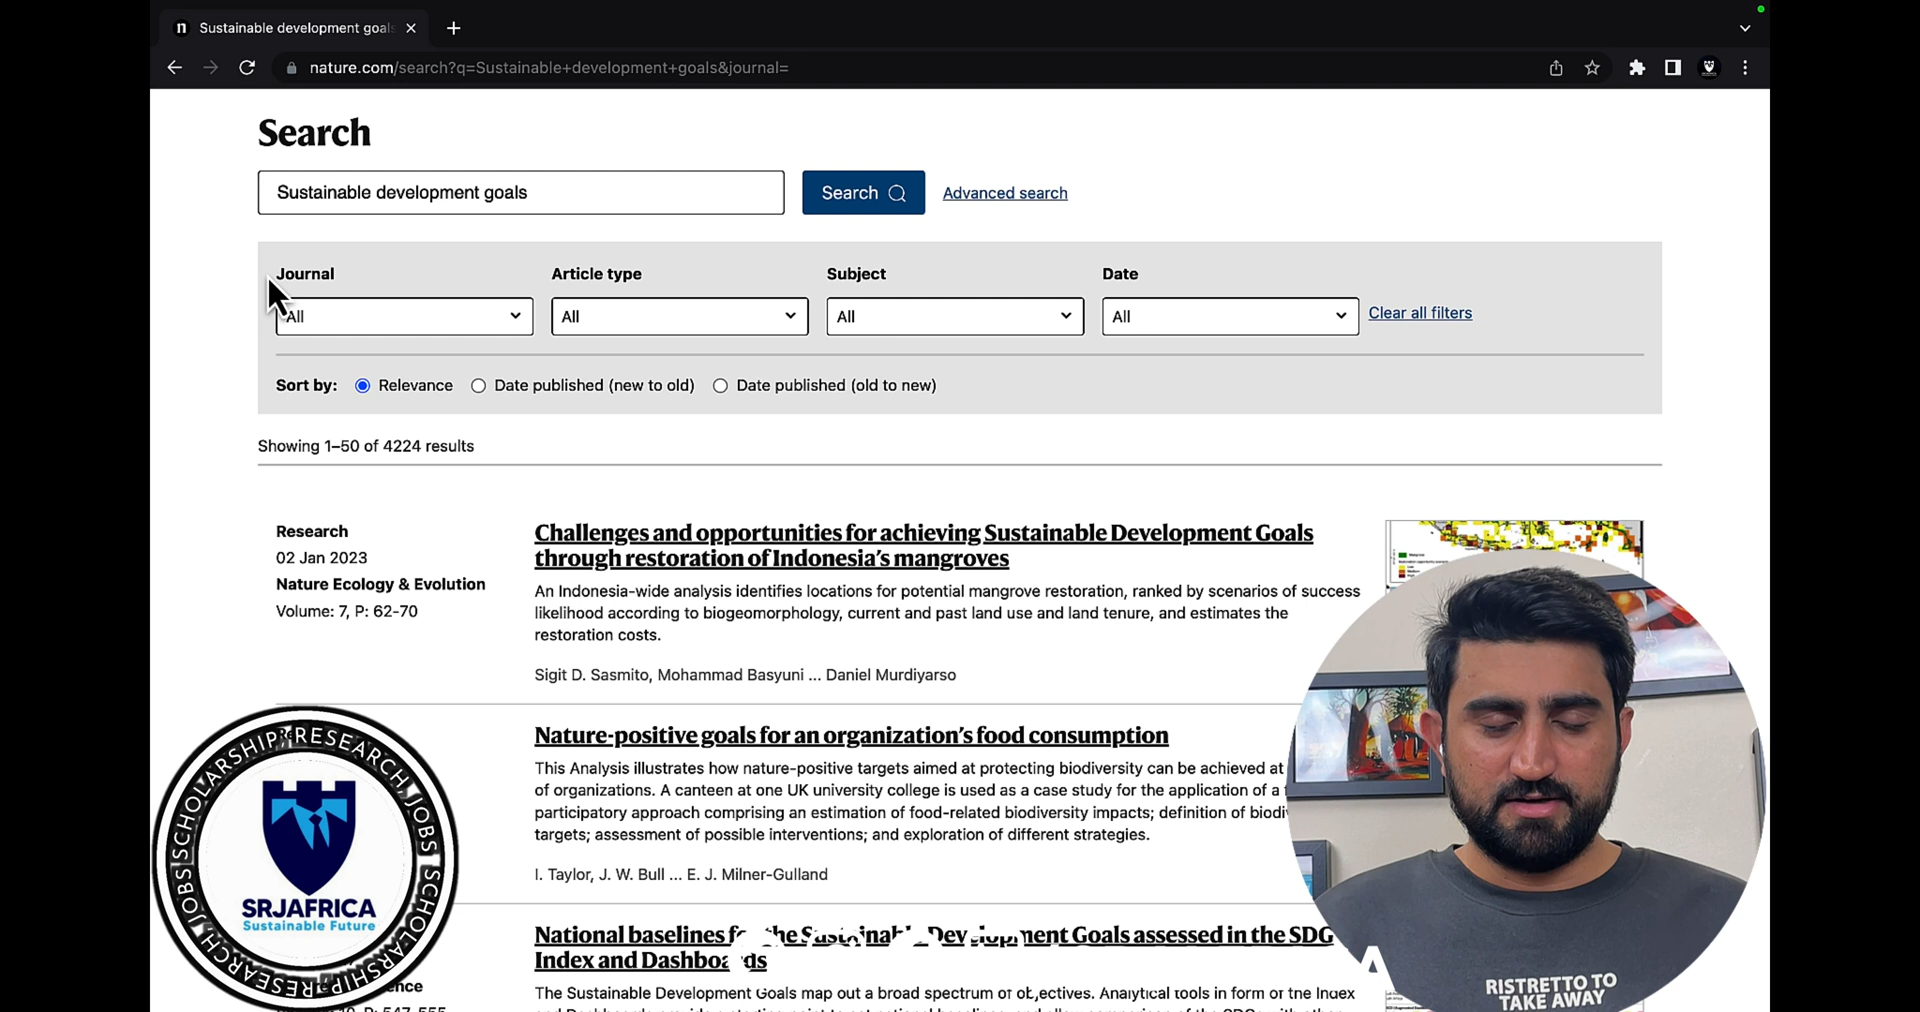 Sustainable development goals
nature.com/search?q=Sustainable+development+goals&journal=
Search
Sustainable development goals
Search
Advanced search
Journal
Article type
Subject
Date
All
All
All
All
Clear all filters
Sort by:
Relevance
Date published (new to old)
Date published (old to new)
Showing 1–50 of 4224 results
Research
02 Jan 2023
Nature Ecology & Evolution
Volume: 7, P: 62-70
Challenges and opportunities for achieving Sustainable Development Goals
through restoration of Indonesia's mangroves
An Indonesia-wide analysis identifies locations for potential mangrove restoration, ranked by scenarios of success
likelihood according to biogeomorphology, current and past land use and land tenure, and estimates the
restoration costs.
Sigit D. Sasmito, Mohammad Basyuni ... Daniel Murdiyarso
Nature-positive goals for an organization's food consumption
This Analysis illustrates how nature-positive targets aimed at protecting biodiversity can be achieved at
of organizations. A canteen at one UK university college is used as a case study for the application of a
participatory approach comprising an estimation of food-related biodiversity impacts; definition of
targets; assessment of possible interventions; and exploration of different strategies.
I. Taylor, J. W. Bull ... E. J. Milner-Gulland
National baselines for the Sustainable Development Goals assessed in the SDG
Index and Dashboards
The Sustainable Development Goals map out a broad spectrum of objectives. Analytical tools in form of the Index
SCHOLARSHIP, RESEARCH, JOBS
SCHOLARSHIP, RESEARCH, JOBS
SRJAFRICA
Sustainable Future
RISTRETTO TO
TAKE AWAY